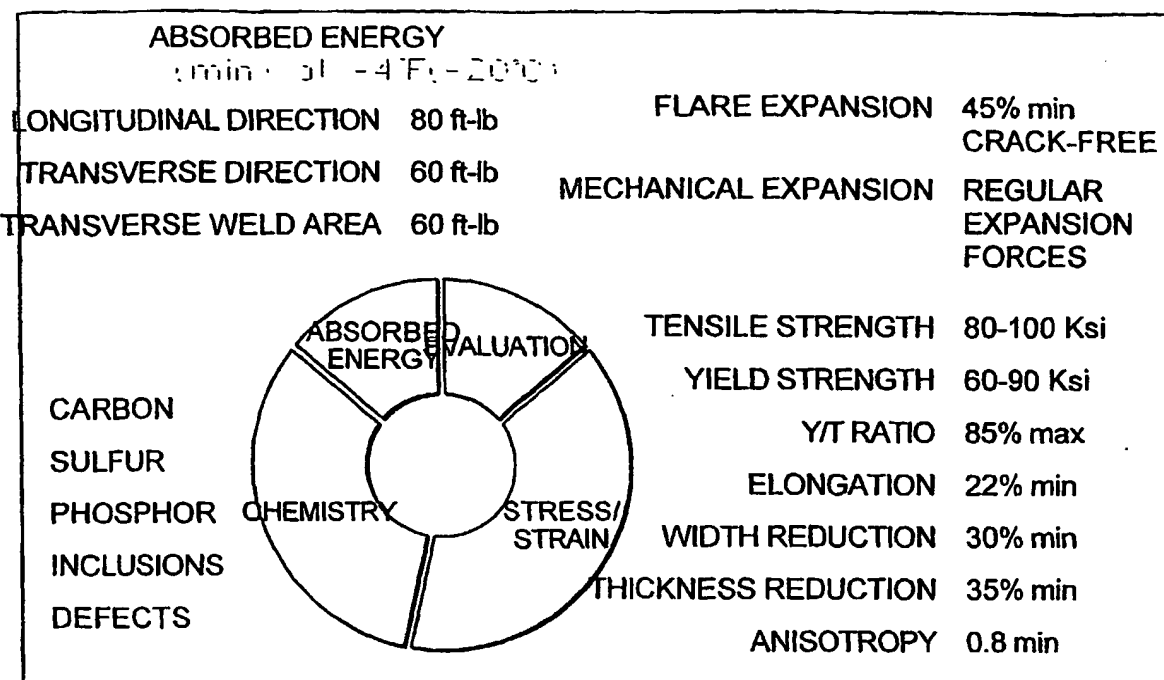 ABSORBED ENERGY
-4°F(-20°C)
LONGITUDINAL DIRECTION 80 ft-lb
TRANSVERSE DIRECTION 60 ft-lb
TRANSVERSE WELD AREA 60 ft-lb
FLARE EXPANSION 45% min
CRACK-FREE
MECHANICAL EXPANSION REGULAR
EXPANSION
FORCES
ABSORBED
ENERGY
EVALUATION
CHEMISTRY
STRESS/
STRAIN
CARBON
SULFUR
PHOSPHOR
INCLUSIONS
DEFECTS
TENSILE STRENGTH 80-100 Ksi
YIELD STRENGTH 60-90 Ksi
Y/T RATIO 85% max
ELONGATION 22% min
WIDTH REDUCTION 30% min
THICKNESS REDUCTION 35% min
ANISOTROPY 0.8 min